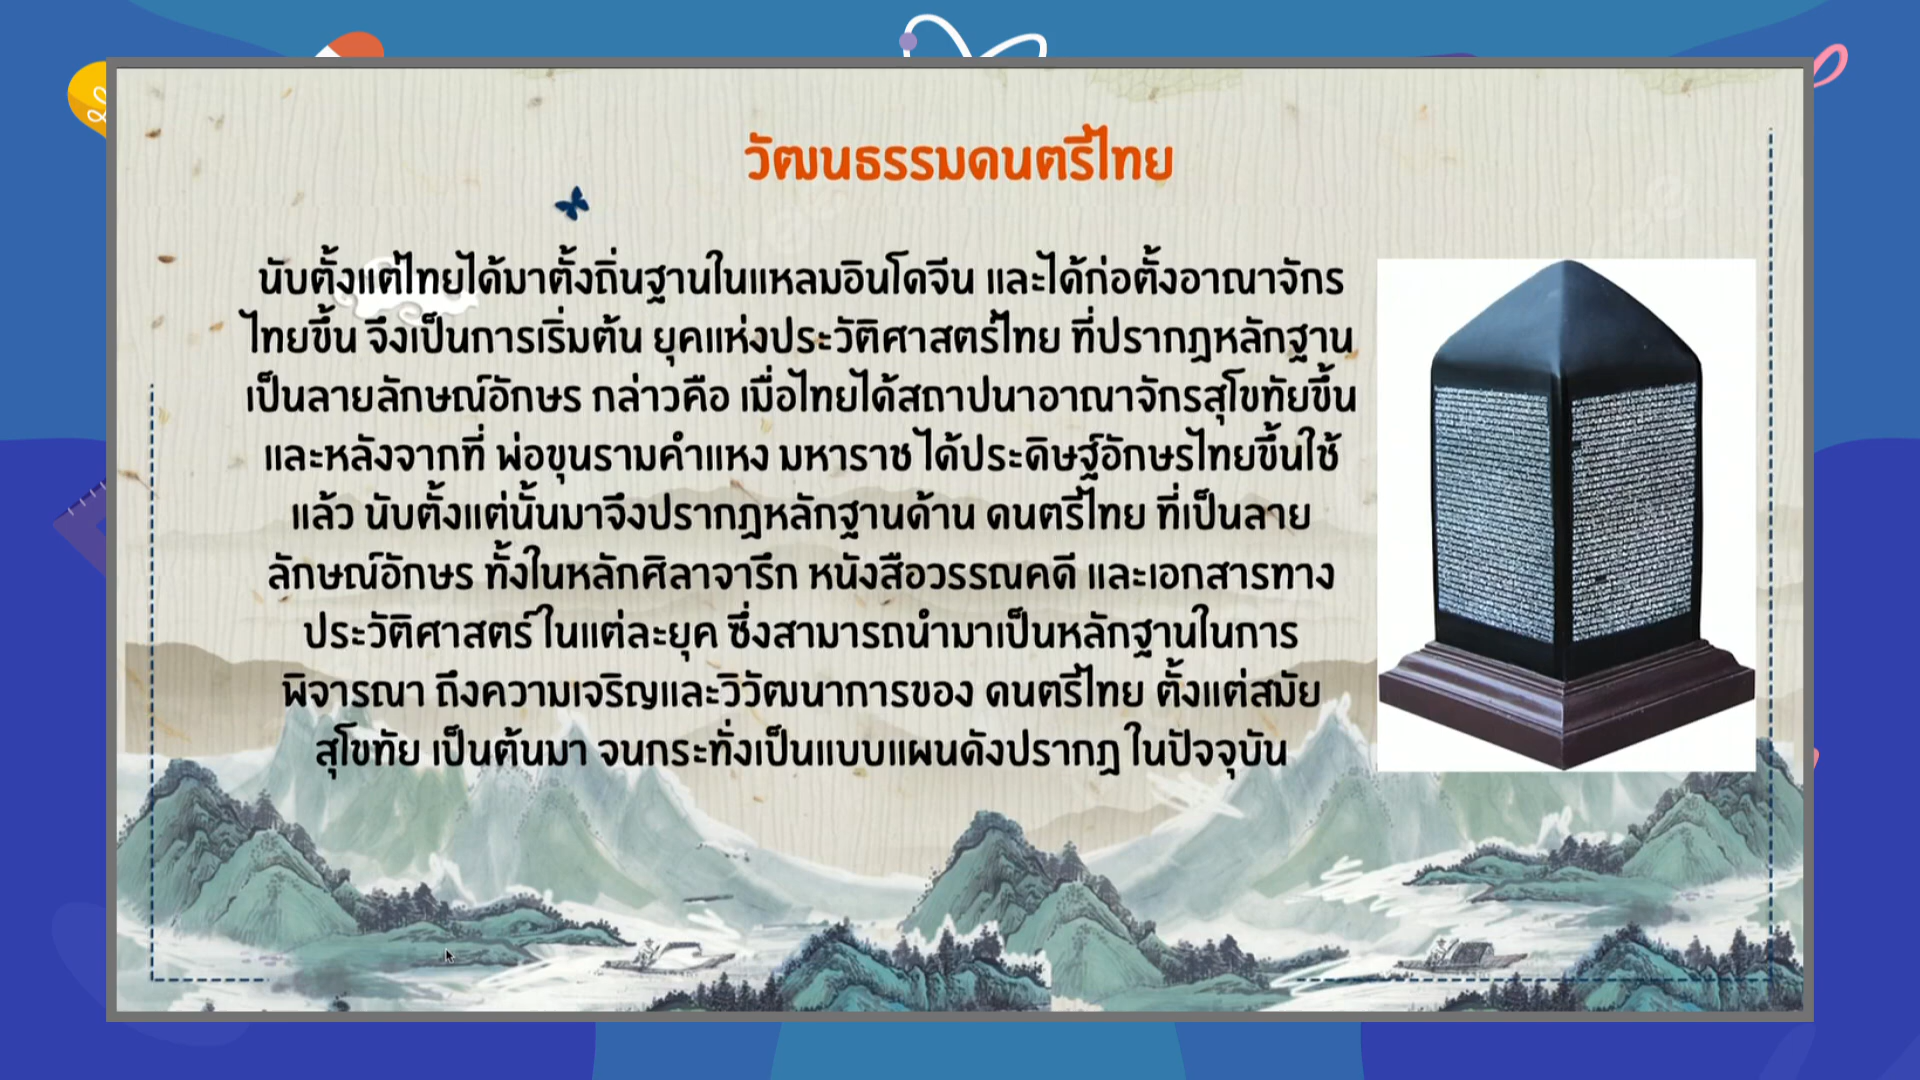 วัฒนธรรมดนตรีไทย
นับตั้งแต่ไทยได้มาตั้งถิ่นฐานในแหลมอินโดจีน และได้ก่อตั้งอาณาจักร
ไทยขึ้น จึงเป็นการเริ่มต้น ยุคแห่งประวัติศาสตร์ไทย ที่ปรากฎหลักฐาน
เป็นลายลักษณ์อักษร กล่าวคือ เมื่อไทยได้สถาปนาอาณาจักรสุโขทัยขึ้น
และหลังจากที่ พ่อขุนรามคำแหง มหาราช ได้ประดิษฐ์อักษรไทยขึ้นใช้
แล้ว นับตั้งแต่นั้นมาจึงปรากฎหลักฐานด้าน ดนตรีไทย ที่เป็นลาย
ลักษณ์อักษร ทั้งในหลักศิลาจารึก หนังสือวรรณคดี และเอกสารทาง
ประวัติศาสตร์ ในแต่ละยุค ซึ่งสามารถนำมาเป็นหลักฐานในการ
พิจารณา ถึงความเจริญและวิวัฒนาการของ ดนตรีไทย ตั้งแต่สมัย
สุโขทัย เป็นต้นมา จนกระทั่งเป็นแบบแผนดังปรากฎ ในปัจจุบัน